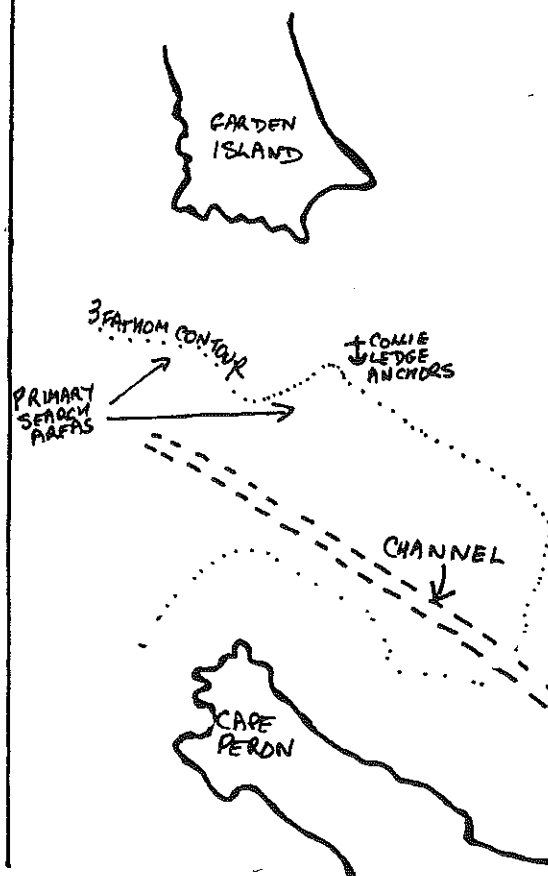 GARDEN
ISLAND
3 FATHOM CONTOUR
COLLIE
LEDGE
ANCHORS
PRIMARY
SEARCH
AREAS
CHANNEL
CAPE
PERON